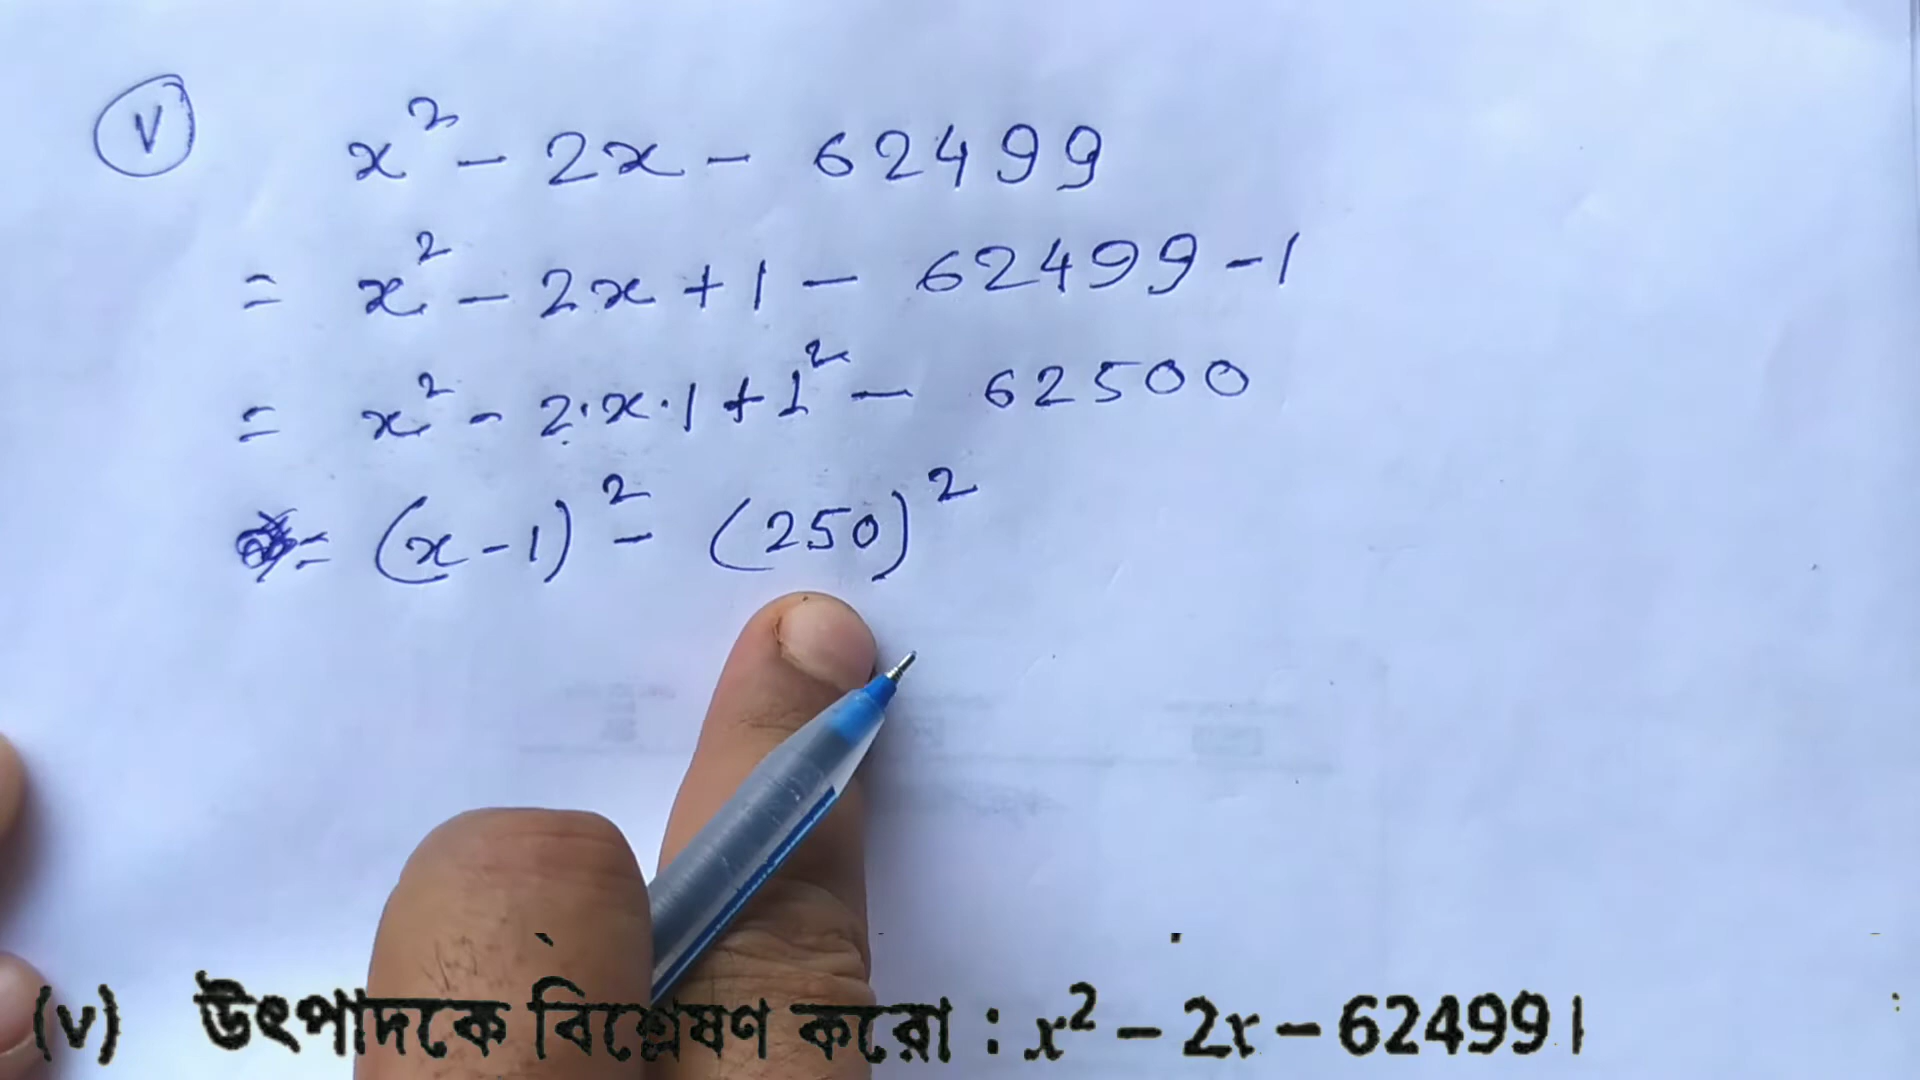 (v) x² - 2x - 62499
= x² - 2x + 1 - 62499 - 1
= x² - 2·x·1 + 1² - 62500
= (x - 1)² - (250)²
(v) উৎপাদকে বিশ্লেষণ করো : x² – 2x – 62499।